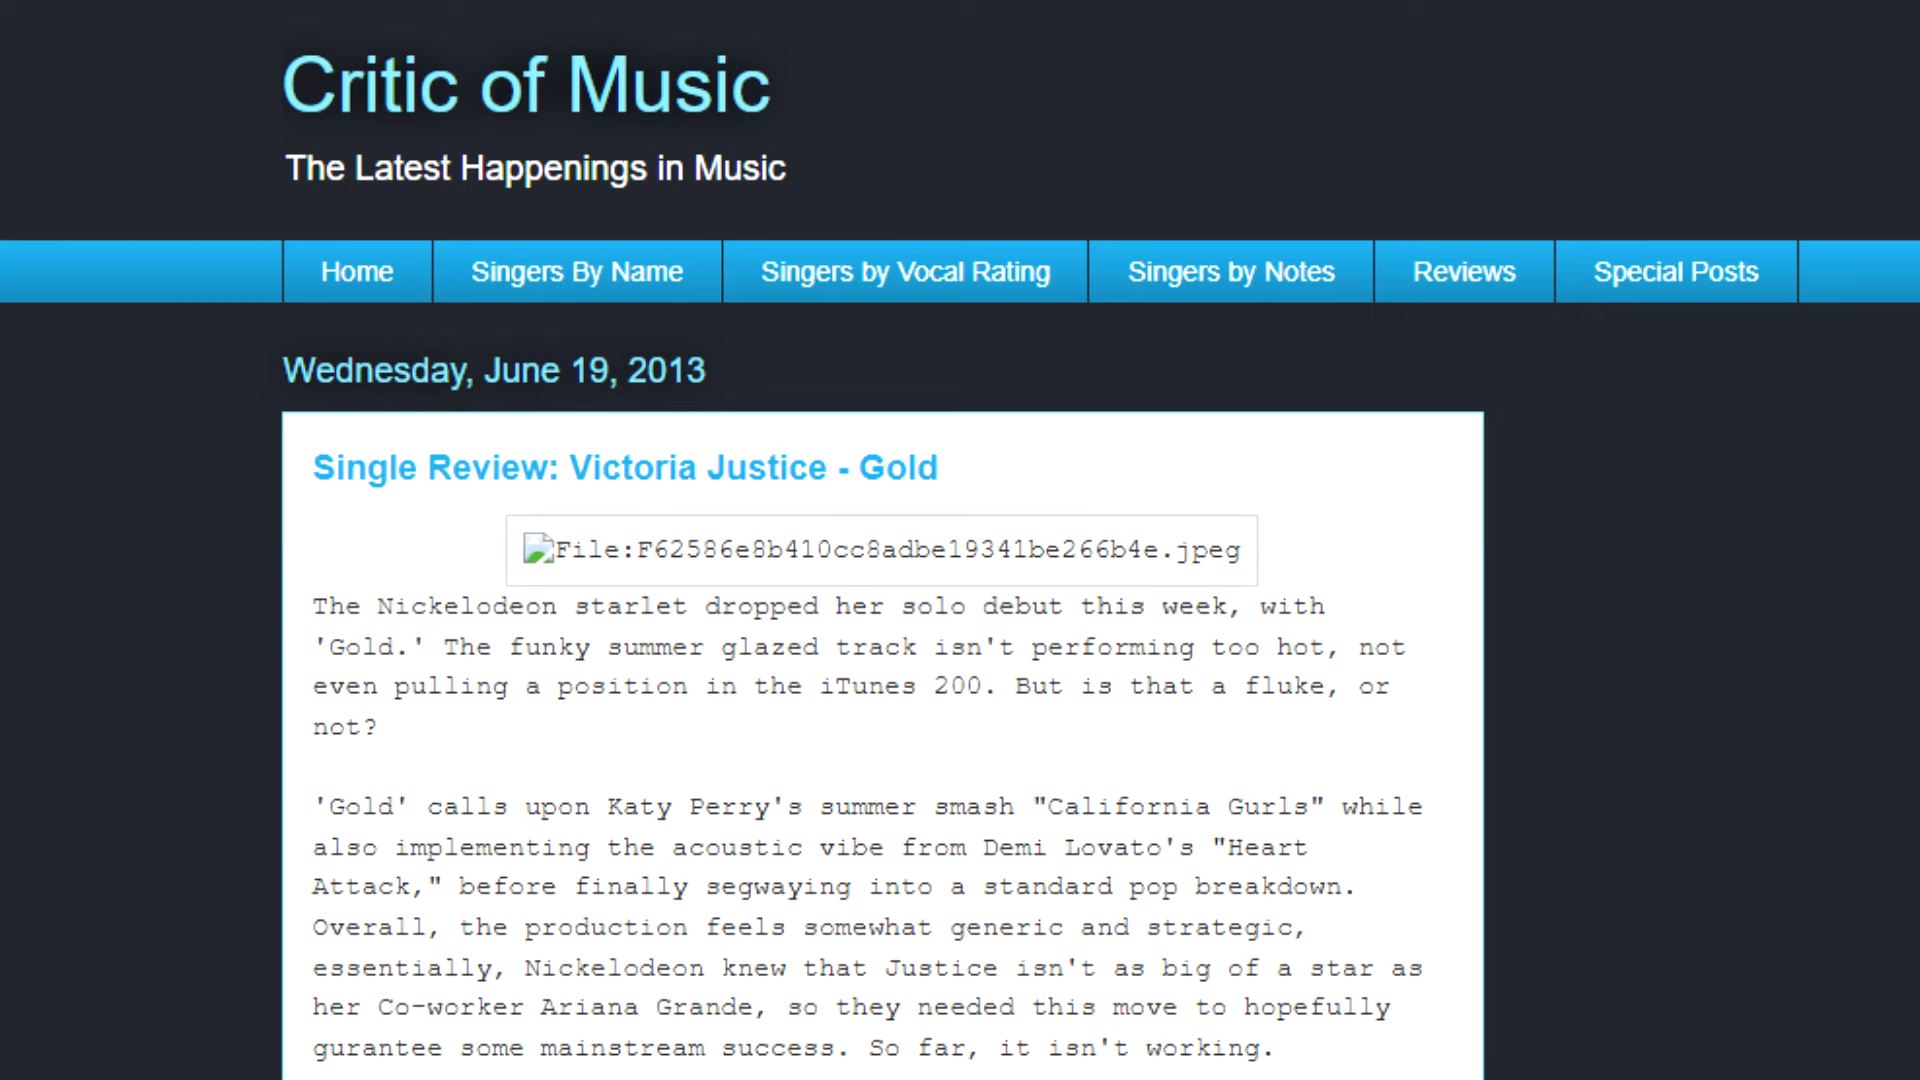 Critic of Music
The Latest Happenings in Music
Home Singers By Name Singers by Vocal Rating Singers by Notes Reviews Special Posts
Wednesday, June 19, 2013
Single Review: Victoria Justice - Gold
File:F62586e8b410cc8adbe19341be266b4e.jpeg
The Nickelodeon starlet dropped her solo debut this week, with
'Gold.' The funky summer glazed track isn't performing too hot, not
even pulling a position in the iTunes 200. But is that a fluke, or
not?
'Gold' calls upon Katy Perry's summer smash "California Gurls" while
also implementing the acoustic vibe from Demi Lovato's "Heart
Attack," before finally segwaying into a standard pop breakdown.
Overall, the production feels somewhat generic and strategic,
essentially, Nickelodeon knew that Justice isn't as big of a star as
her Co-worker Ariana Grande, so they needed this move to hopefully
gurantee some mainstream success. So far, it isn't working.